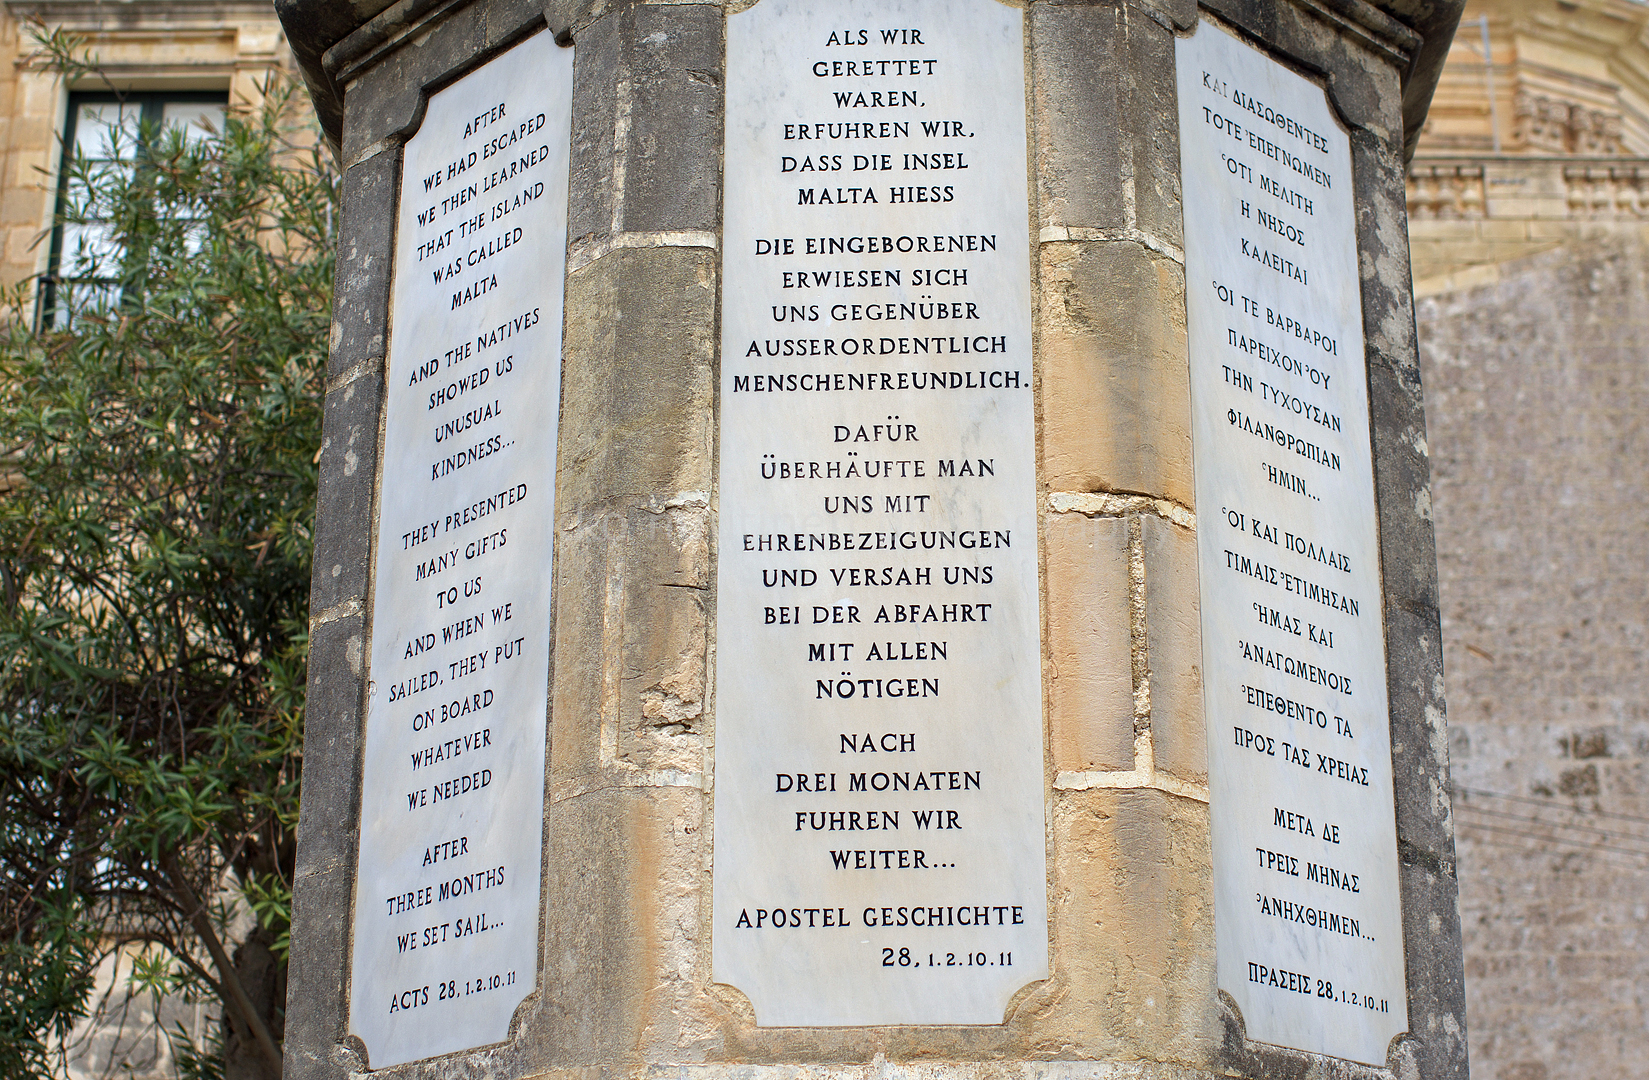 AFTER
WE HAD ESCAPED
WE THEN LEARNED
THAT THE ISLAND
WAS CALLED
MALTA
AND THE NATIVES
SHOWED US
UNUSUAL
KINDNESS...
THEY PRESENTED
MANY GIFTS
TO US
AND WHEN WE
SAILED, THEY PUT
ON BOARD
WHATEVER
WE NEEDED
AFTER
THREE MONTHS
WE SET SAIL...
ACTS 28, 1.2.10.11
ALS WIR
GERETTET
WAREN,
ERFUHREN WIR,
DASS DIE INSEL
MALTA HIESS
DIE EINGEBORENEN
ERWIESEN SICH
UNS GEGENÜBER
AUSSERORDENTLICH
MENSCHENFREUNDLICH.
DAFÜR
ÜBERHÄUFTE MAN
UNS MIT
EHRENBEZEIGUNGEN
UND VERSAH UNS
BEI DER ABFAHRT
MIT ALLEN
NÖTIGEN
NACH
DREI MONATEN
FUHREN WIR
WEITER...
APOSTEL GESCHICHTE
28, 1.2.10.11
ΚΑΙ ΔΙΑΣΩΘΕΝΤΕΣ
ΤΟΤΕ ᾿ΕΠΕΓΝΩΜΕΝ
῾ΟΤΙ ΜΕΛΙΤΗ
Η ΝΗΣΟΣ
ΚΑΛΕΙΤΑΙ
῾ΟΙ ΤΕ ΒΑΡΒΑΡΟΙ
ΠΑΡΕΙΧΟΝ ᾿ΟΥ
ΤΗΝ ΤΥΧΟΥΣΑΝ
ΦΙΛΑΝΘΡΩΠΙΑΝ
῾ΗΜΙΝ...
῾ΟΙ ΚΑΙ ΠΟΛΛΑΙΣ
ΤΙΜΑΙΣ ᾿ΕΤΙΜΗΣΑΝ
῾ΗΜΑΣ ΚΑΙ
᾿ΑΝΑΓΩΜΕΝΟΙΣ
᾿ΕΠΕΘΕΝΤΟ ΤΑ
ΠΡΟΣ ΤΑΣ ΧΡΕΙΑΣ
ΜΕΤΑ ΔΕ
ΤΡΕΙΣ ΜΗΝΑΣ
᾿ΑΝΗΧΘΗΜΕΝ...
ΠΡΑΣΕΙΣ 28, 1.2.10.11